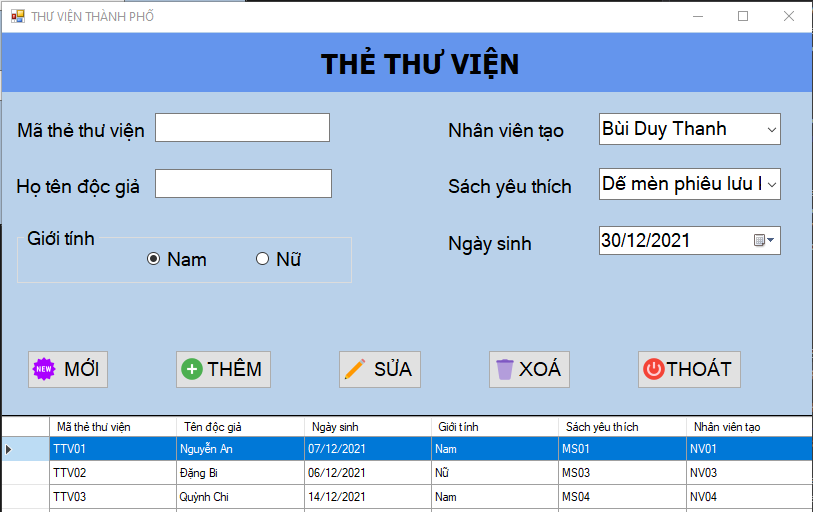 THƯ VIỆN THÀNH PHỐ
THẺ THƯ VIỆN
Mã thẻ thư viện
Nhân viên tạo Bùi Duy Thanh
Họ tên độc giả
Sách yêu thích Dế mèn phiêu lưu
Giới tính
Nam Nữ
Ngày sinh 30/12/2021
NEW MỚI THÊM SỬA XOÁ THOÁT
Mã thẻ thư viện Tên độc giả Ngày sinh Giới tính Sách yêu thích Nhân viên tạo
TTV01 Nguyễn An 07/12/2021 Nam MS01 NV01
TTV02 Đặng Bi 06/12/2021 Nữ MS03 NV03
TTV03 Quỳnh Chi 14/12/2021 Nam MS04 NV04